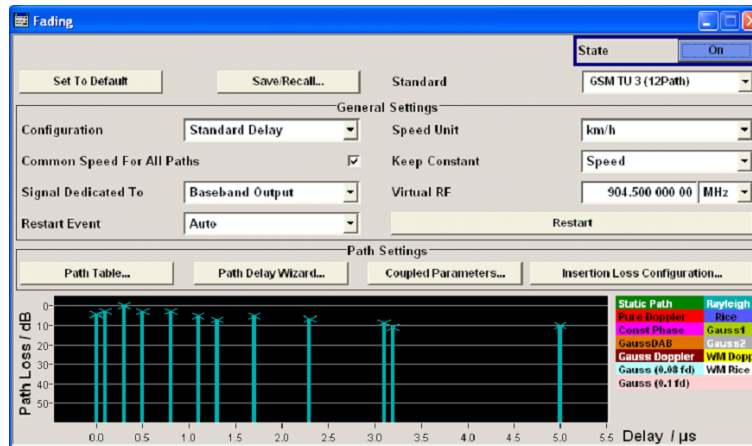 Fading
State On
Set To Default Save/Recall... Standard GSM TU 3 (12Path)
General Settings
Configuration Standard Delay Speed Unit km/h
Common Speed For All Paths Keep Constant Speed
Signal Dedicated To Baseband Output Virtual RF 904.500 000 00 MHz
Restart Event Auto Restart
Path Settings
Path Table... Path Delay Wizard... Coupled Parameters... Insertion Loss Configuration...
Path Loss / dB
0
10
20
30
40
50
0.0 0.5 1.0 1.5 2.0 2.5 3.0 3.5 4.0 4.5 5.0 5.5 Delay / µs
Static Path Rayleigh
Pure Doppler Rice
Const Phase Gauss1
GaussDAB Gauss2
Gauss Doppler WM Dopp
Gauss (0.08 fd) WM Rice
Gauss (0.1 fd)